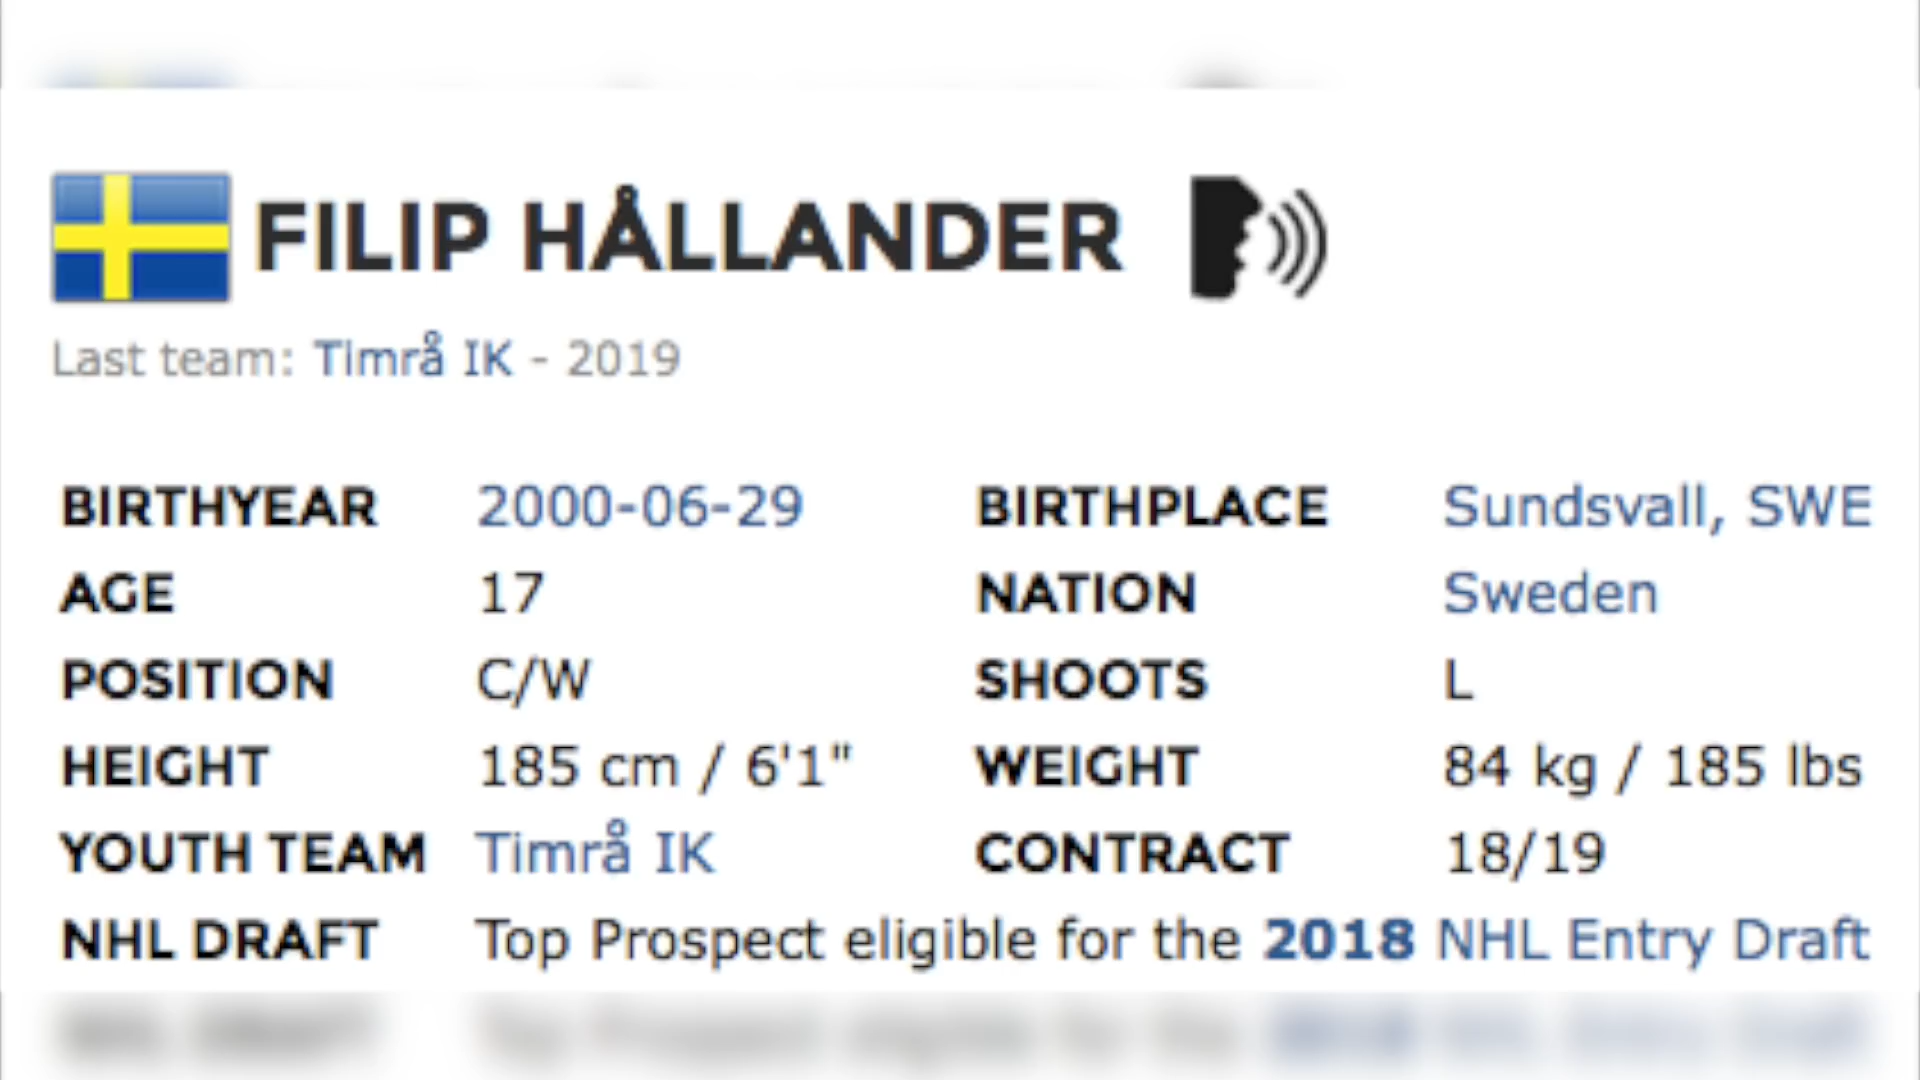 FILIP HÅLLANDER
Last team: Timrå IK - 2019
BIRTHYEAR 2000-06-29 BIRTHPLACE Sundsvall, SWE
AGE 17 NATION Sweden
POSITION C/W SHOOTS L
HEIGHT 185 cm / 6'1" WEIGHT 84 kg / 185 lbs
YOUTH TEAM Timrå IK CONTRACT 18/19
NHL DRAFT Top Prospect eligible for the 2018 NHL Entry Draft